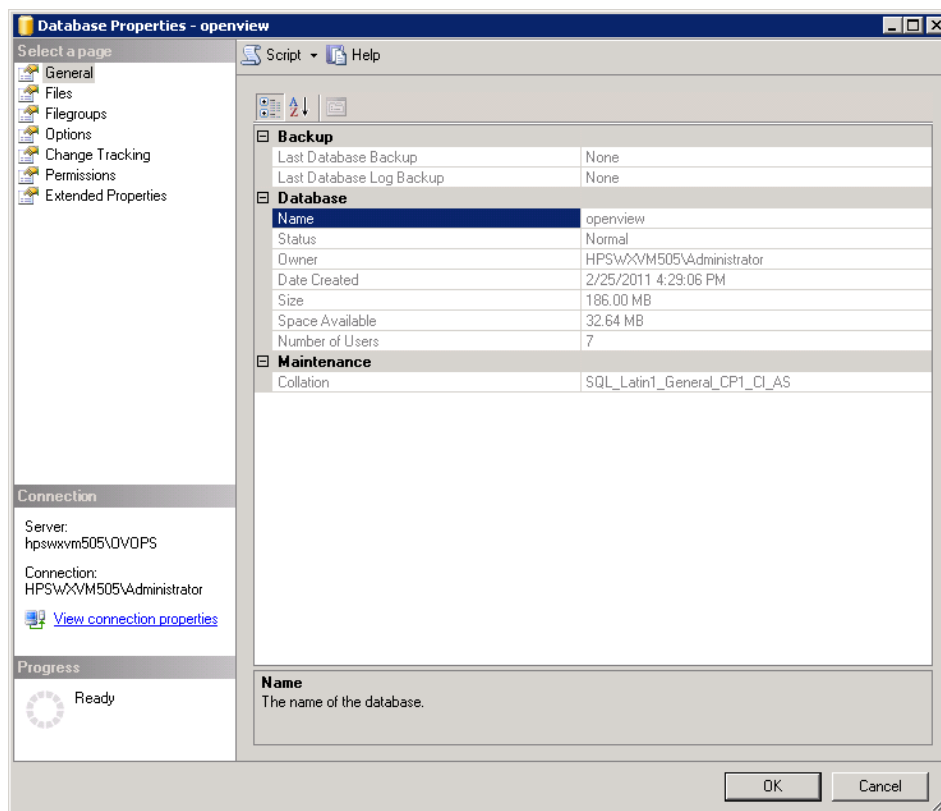 Database Properties - openview
Select a page
General
Files
Filegroups
Options
Change Tracking
Permissions
Extended Properties
Connection
Server:
hpswxvm505\OVOPS
Connection:
HPSWXVM505\Administrator
View connection properties
Progress
Ready
Script Help
Backup
Last Database Backup None
Last Database Log Backup None
Database
Name openview
Status Normal
Owner HPSWXVM505\Administrator
Date Created 2/25/2011 4:29:06 PM
Size 186.00 MB
Space Available 32.64 MB
Number of Users 7
Maintenance
Collation SQL_Latin1_General_CP1_CI_AS
Name
The name of the database.
OK Cancel